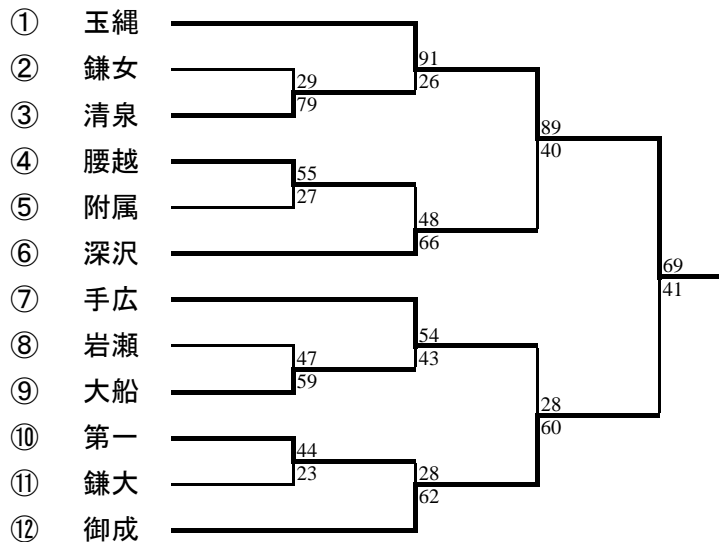 ① 玉縄
91
② 鎌女
29
26
79
③ 清泉
89
40
④ 腰越
55
27
⑤ 附属
48
66
⑥ 深沢
69
41
⑦ 手広
54
⑧ 岩瀬
47
43
59
⑨ 大船
28
60
⑩ 第一
44
23
28
⑪ 鎌大
62
⑫ 御成